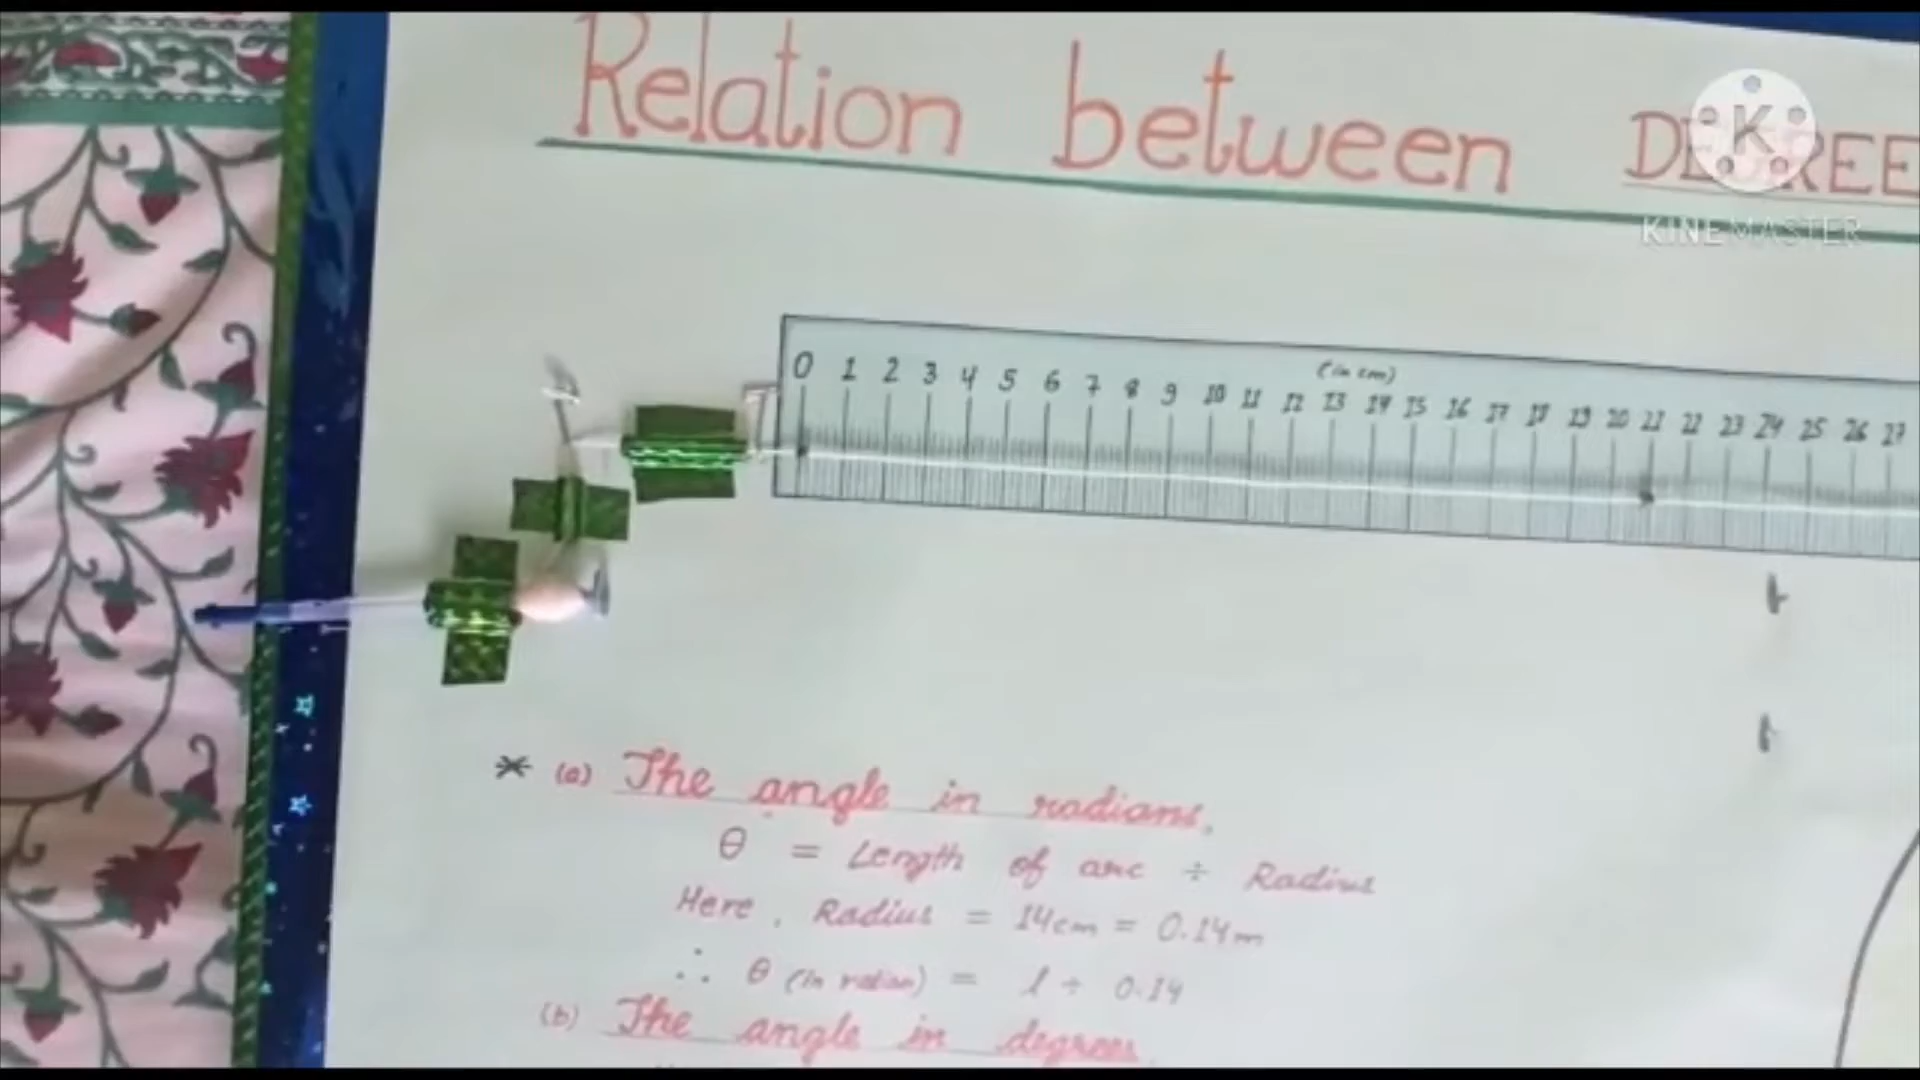 Relation between DEGREE
K
KINEMASTER
(in cm)
0 1 2 3 4 5 6 7 8 9 10 11 12 13 14 15 16 17 18 19 20 21 22 23 24 25 26 27
* (a) The angle in radians.
θ = Length of arc ÷ Radius
Here, Radius = 14cm = 0.14m
∴ θ (in radian) = l ÷ 0.14
(b) The angle in degrees.